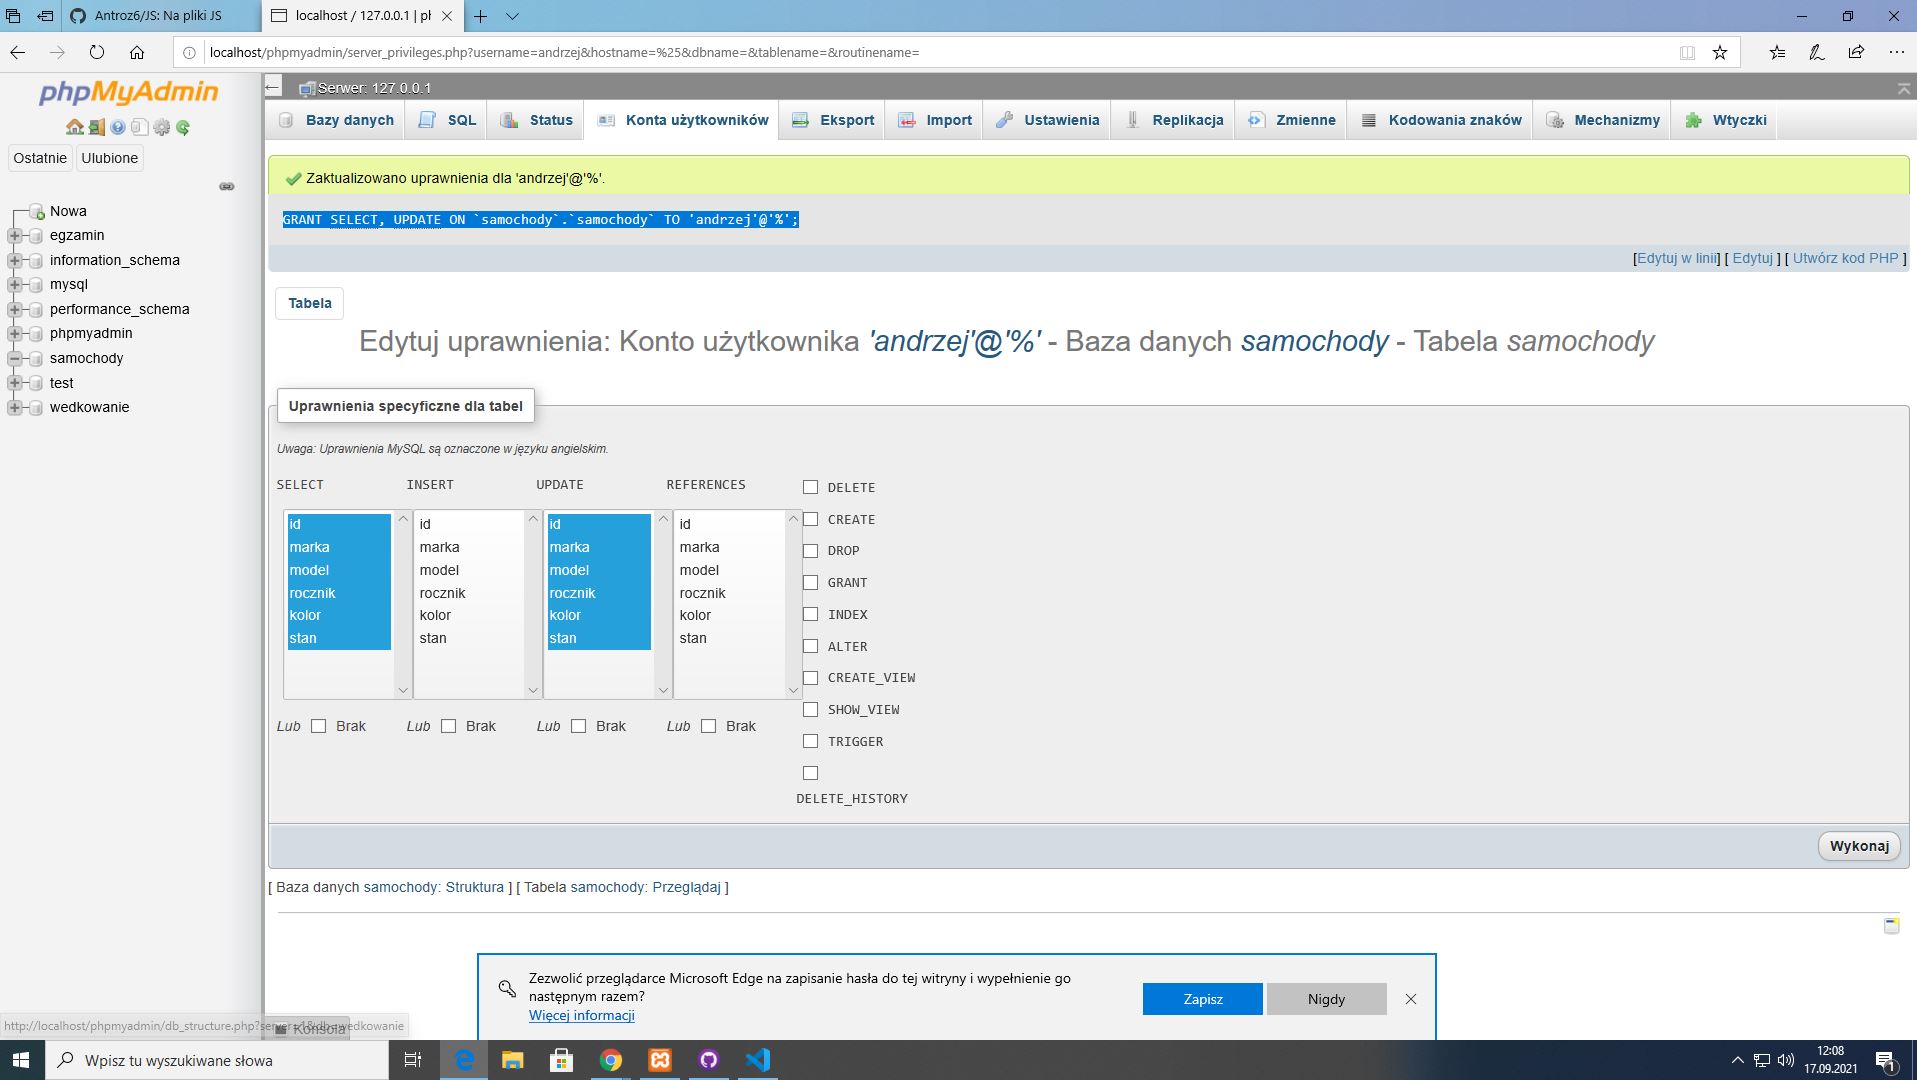 Antroz6/JS: Na pliki JS
localhost / 127.0.0.1 | pł
localhost/phpmyadmin/server_privileges.php?username=andrzej&hostname=%25&dbname=&tablename=&routinename=
phpMyAdmin
Ostatnie Ulubione
Nowa
egzamin
information_schema
mysql
performance_schema
phpmyadmin
samochody
test
wedkowanie
Serwer: 127.0.0.1
Bazy danych SQL Status Konta użytkowników Eksport Import Ustawienia Replikacja Zmienne Kodowania znaków Mechanizmy Wtyczki
Zaktualizowano uprawnienia dla 'andrzej'@'%'.
GRANT SELECT, UPDATE ON `samochody`.`samochody` TO 'andrzej'@'%';
[Edytuj w linii] [ Edytuj ] [ Utwórz kod PHP ]
Tabela
Edytuj uprawnienia: Konto użytkownika 'andrzej'@'%' - Baza danych samochody - Tabela samochody
Uprawnienia specyficzne dla tabel
Uwaga: Uprawnienia MySQL są oznaczone w języku angielskim.
SELECT
id
marka
model
rocznik
kolor
stan
Lub Brak
INSERT
id
marka
model
rocznik
kolor
stan
Lub Brak
UPDATE
id
marka
model
rocznik
kolor
stan
Lub Brak
REFERENCES
id
marka
model
rocznik
kolor
stan
Lub Brak
DELETE
CREATE
DROP
GRANT
INDEX
ALTER
CREATE_VIEW
SHOW_VIEW
TRIGGER
DELETE_HISTORY
Wykonaj
[ Baza danych samochody: Struktura ] [ Tabela samochody: Przeglądaj ]
Zezwolić przeglądarce Microsoft Edge na zapisanie hasła do tej witryny i wypełnienie go
następnym razem?
Więcej informacji
Zapisz
Nigdy
http://localhost/phpmyadmin/db_structure.php?server=1&db=wedkowanie
Konsola
Wpisz tu wyszukiwane słowa
12:08
17.09.2021
1